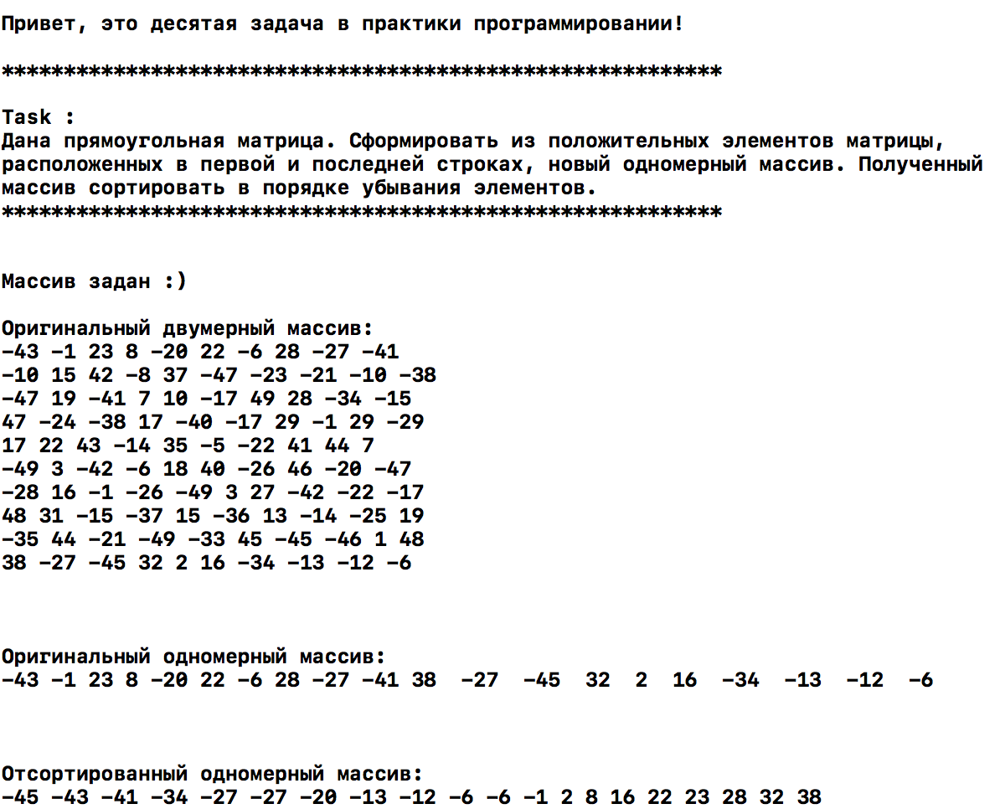 Привет, это десятая задача в практики программировании!
**********************************************************
Task :
Дана прямоугольная матрица. Сформировать из положительных элементов матрицы,
расположенных в первой и последней строках, новый одномерный массив. Полученный
массив сортировать в порядке убывания элементов.
**********************************************************
Массив задан :)
Оригинальный двумерный массив:
-43 -1 23 8 -20 22 -6 28 -27 -41
-10 15 42 -8 37 -47 -23 -21 -10 -38
-47 19 -41 7 10 -17 49 28 -34 -15
47 -24 -38 17 -40 -17 29 -1 29 -29
17 22 43 -14 35 -5 -22 41 44 7
-49 3 -42 -6 18 40 -26 46 -20 -47
-28 16 -1 -26 -49 3 27 -42 -22 -17
48 31 -15 -37 15 -36 13 -14 -25 19
-35 44 -21 -49 -33 45 -45 -46 1 48
38 -27 -45 32 2 16 -34 -13 -12 -6
Оригинальный одномерный массив:
-43 -1 23 8 -20 22 -6 28 -27 -41 38  -27  -45  32  2  16  -34  -13  -12  -6
Отсортированный одномерный массив:
-45 -43 -41 -34 -27 -27 -20 -13 -12 -6 -6 -1 2 8 16 22 23 28 32 38